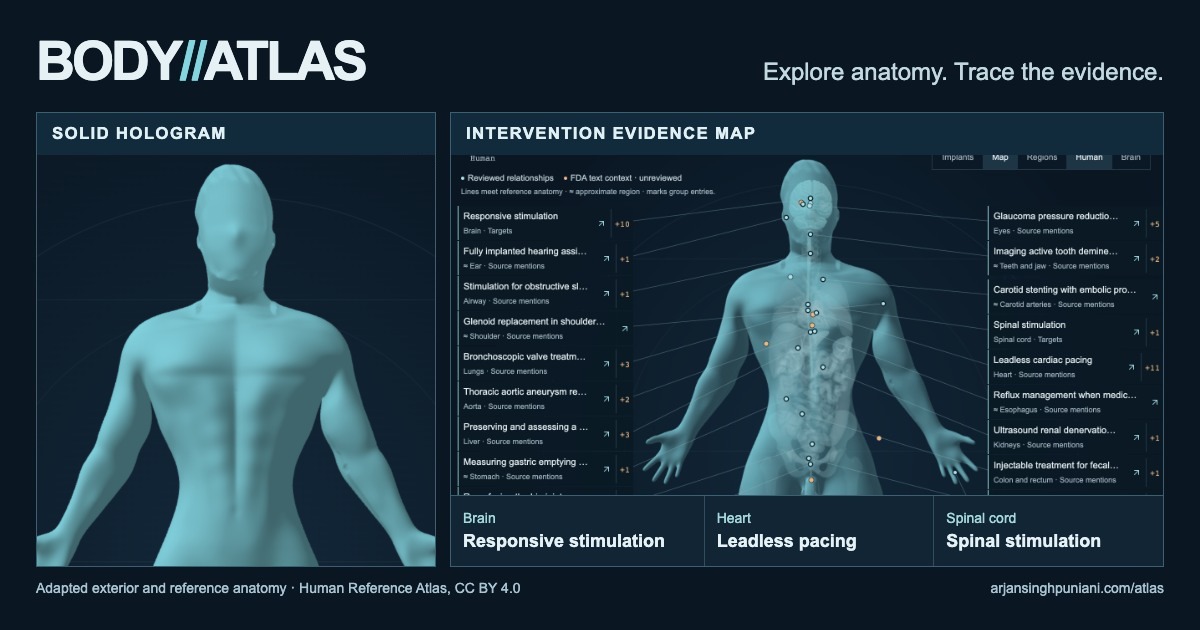 BODY//ATLAS
Explore anatomy. Trace the evidence.
SOLID HOLOGRAM
INTERVENTION EVIDENCE MAP
Human
Implants Map Regions Human Brain
Reviewed relationships FDA text context · unreviewed
Lines meet reference anatomy · ≈ approximate region · marks group entries.
Responsive stimulation
Brain · Targets
+10
Fully implanted hearing assi...
≈ Ear · Source mentions
+1
Stimulation for obstructive sl...
Airway · Source mentions
+1
Glenoid replacement in shoulder...
≈ Shoulder · Source mentions
Bronchoscopic valve treatm...
Lungs · Source mentions
+3
Thoracic aortic aneurysm re...
Aorta · Source mentions
+2
Preserving and assessing a ...
Liver · Source mentions
+3
Measuring gastric emptying ...
≈ Stomach · Source mentions
+1
Glaucoma pressure reductio...
Eyes · Source mentions
+5
Imaging active tooth demine...
≈ Teeth and jaw · Source mentions
+2
Carotid stenting with embolic pro...
≈ Carotid arteries · Source mentions
Spinal stimulation
Spinal cord · Targets
+1
Leadless cardiac pacing
Heart · Source mentions
+11
Reflux management when medic...
≈ Esophagus · Source mentions
Ultrasound renal denervatio...
Kidneys · Source mentions
+1
Injectable treatment for fecal...
Colon and rectum · Source mentions
+1
Brain
Responsive stimulation
Heart
Leadless pacing
Spinal cord
Spinal stimulation
Adapted exterior and reference anatomy · Human Reference Atlas, CC BY 4.0
arjansinghpuniani.com/atlas